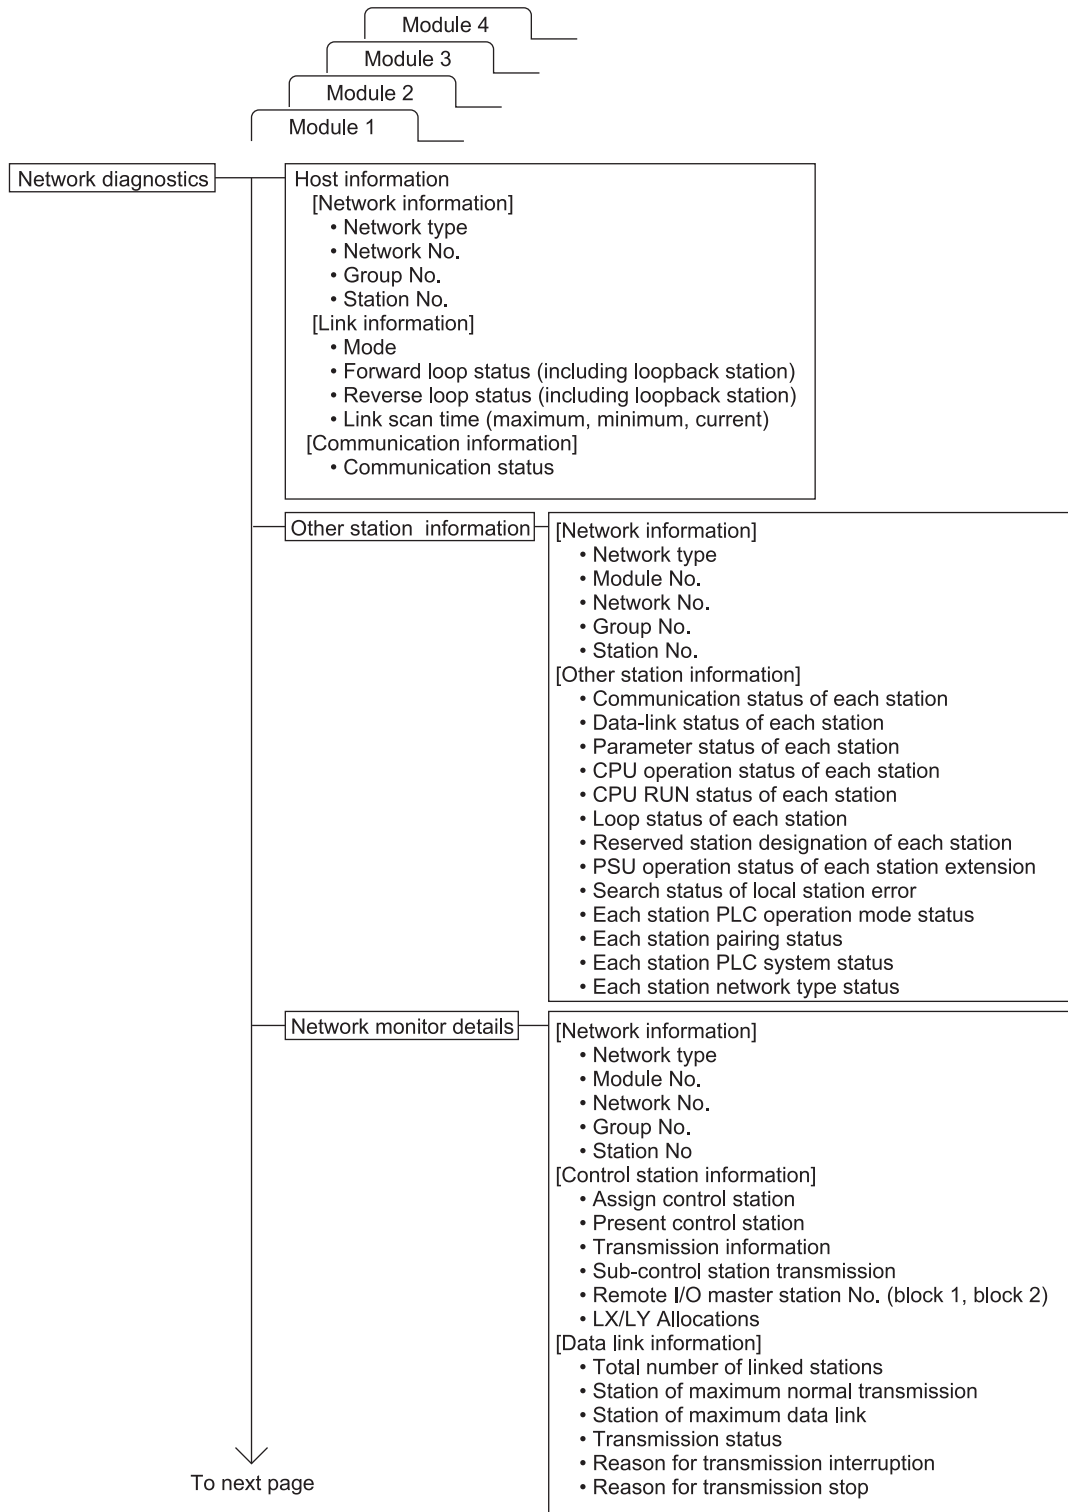 Module 4
Module 3
Module 2
Module 1
Network diagnostics
Host information
[Network information]
• Network type
• Network No.
• Group No.
• Station No.
[Link information]
• Mode
• Forward loop status (including loopback station)
• Reverse loop status (including loopback station)
• Link scan time (maximum, minimum, current)
[Communication information]
• Communication status
Other station information
[Network information]
• Network type
• Module No.
• Network No.
• Group No.
• Station No.
[Other station information]
• Communication status of each station
• Data-link status of each station
• Parameter status of each station
• CPU operation status of each station
• CPU RUN status of each station
• Loop status of each station
• Reserved station designation of each station
• PSU operation status of each station extension
• Search status of local station error
• Each station PLC operation mode status
• Each station pairing status
• Each station PLC system status
• Each station network type status
Network monitor details
[Network information]
• Network type
• Module No.
• Network No.
• Group No.
• Station No
[Control station information]
• Assign control station
• Present control station
• Transmission information
• Sub-control station transmission
• Remote I/O master station No. (block 1, block 2)
• LX/LY Allocations
[Data link information]
• Total number of linked stations
• Station of maximum normal transmission
• Station of maximum data link
• Transmission status
• Reason for transmission interruption
• Reason for transmission stop
To next page